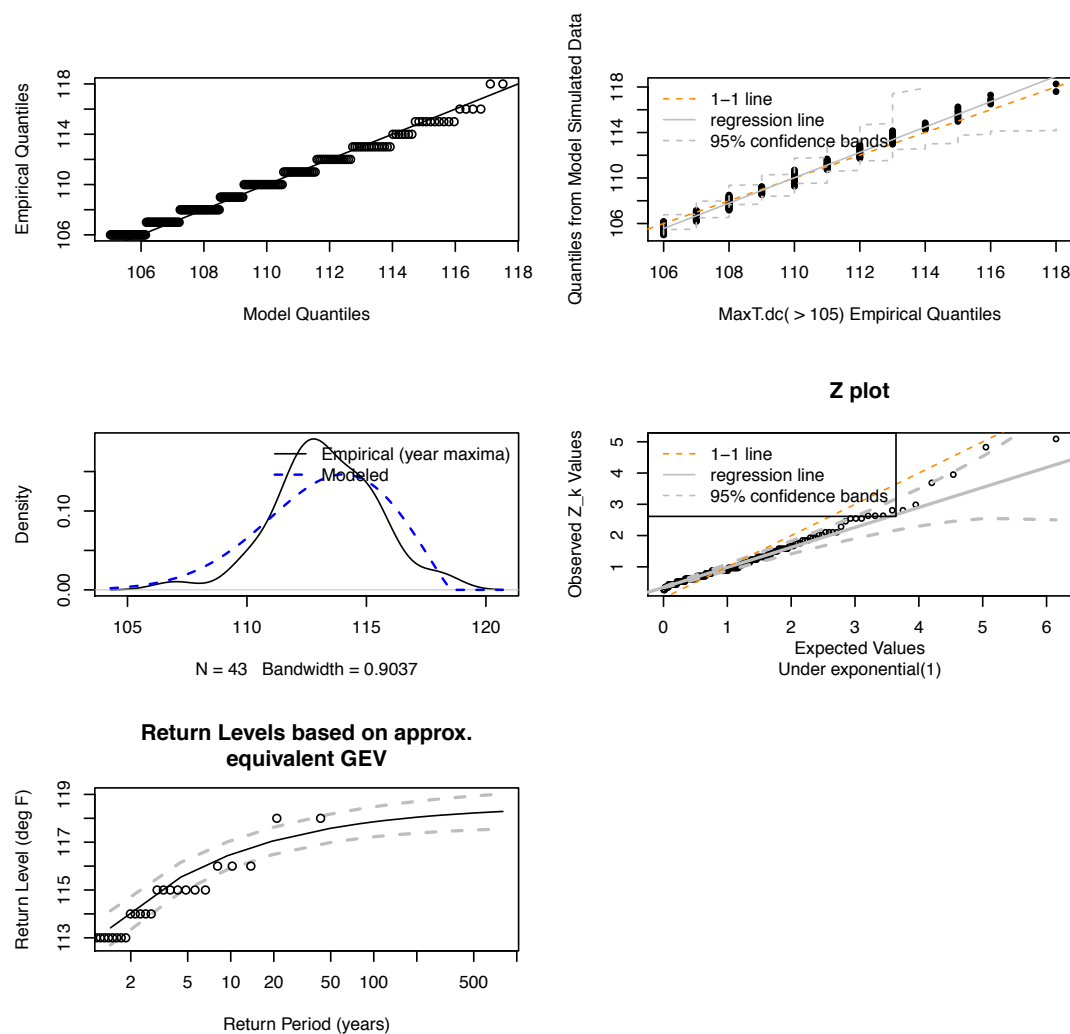 Empirical Quantiles
118
114
110
106
106 108 110 112 114 116 118
Model Quantiles
Quantiles from Model Simulated Data
118
114
110
106
1−1 line
regression line
95% confidence bands
106 108 110 112 114 116 118
MaxT.dc( > 105) Empirical Quantiles
Density
0.10
0.00
Empirical (year maxima)
Modeled
105 110 115 120
N = 43 Bandwidth = 0.9037
Z plot
Observed Z_k Values
5
4
3
2
1
1−1 line
regression line
95% confidence bands
0 1 2 3 4 5 6
Expected Values
Under exponential(1)
Return Levels based on approx.
equivalent GEV
Return Level (deg F)
119
117
115
113
2 5 10 20 50 100 500
Return Period (years)